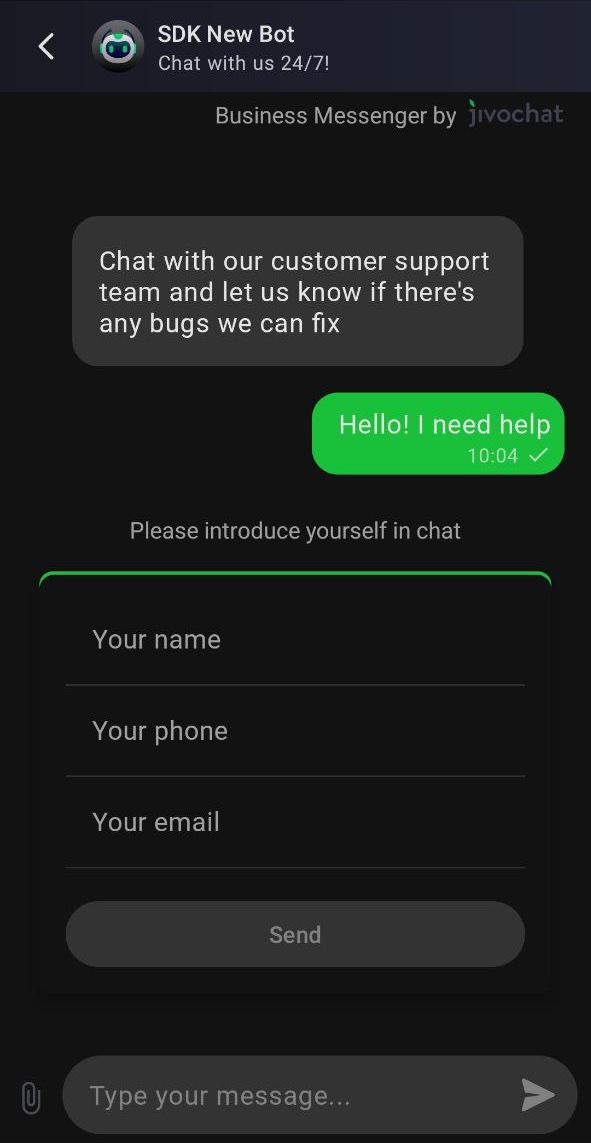 SDK New Bot
Chat with us 24/7!
Business Messenger by jivochat
Chat with our customer support
team and let us know if there's
any bugs we can fix
Hello! I need help
10:04
Please introduce yourself in chat
Your name
Your phone
Your email
Send
Type your message...